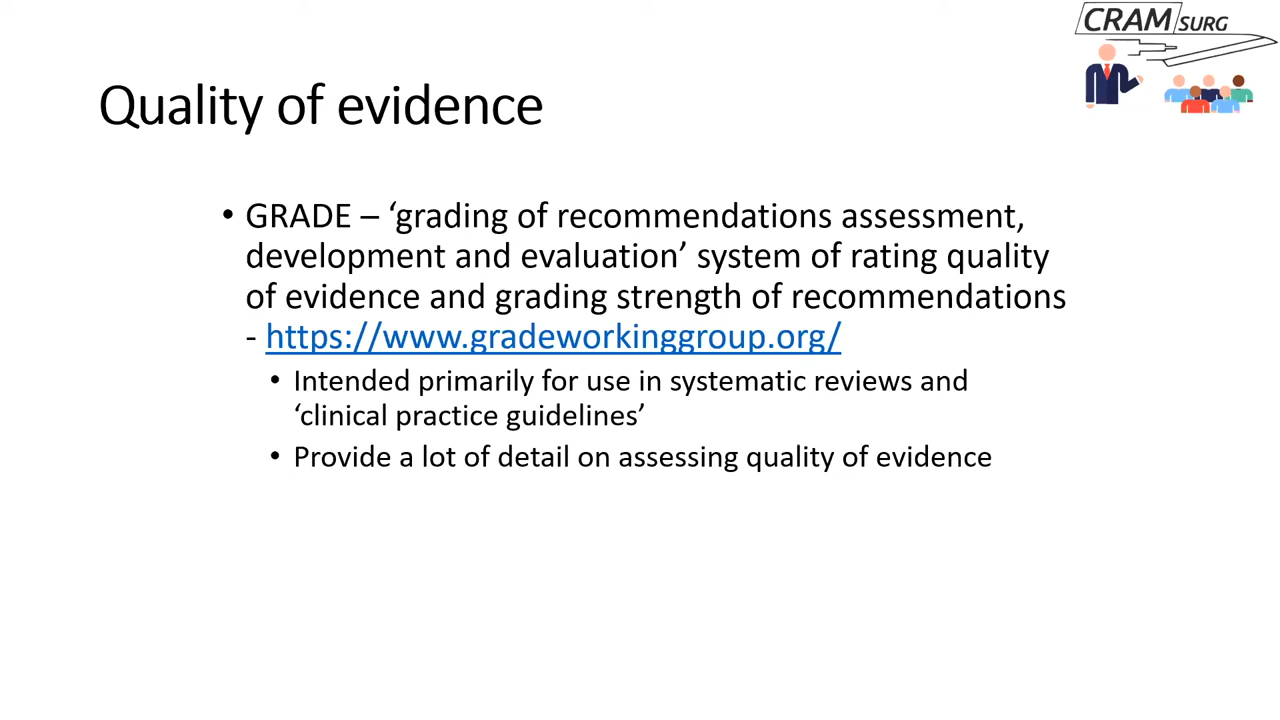 CRAM SURG
Quality of evidence
• GRADE – ‘grading of recommendations assessment,
development and evaluation’ system of rating quality
of evidence and grading strength of recommendations
- https://www.gradeworkinggroup.org/
• Intended primarily for use in systematic reviews and
‘clinical practice guidelines’
• Provide a lot of detail on assessing quality of evidence